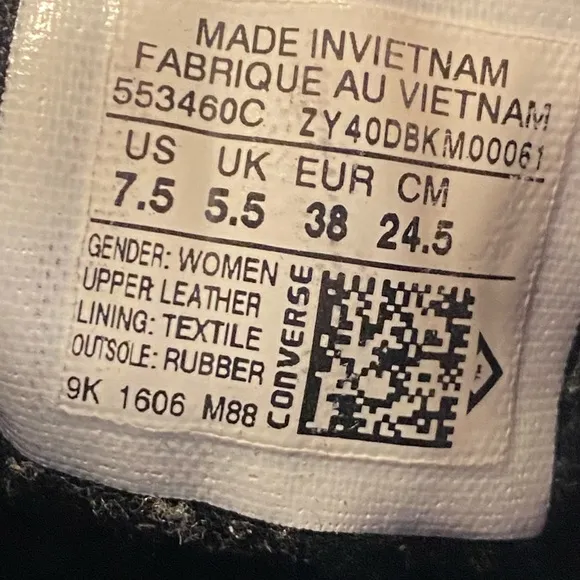 MADE INVIETNAM
FABRIQUE AU VIETNAM
553460C ZY40DBKM00061
US UK EUR CM
7.5 5.5 38 24.5
GENDER: WOMEN
UPPER LEATHER
LINING: TEXTILE
OUTSOLE: RUBBER
9K 1606 M88
CONVERSE